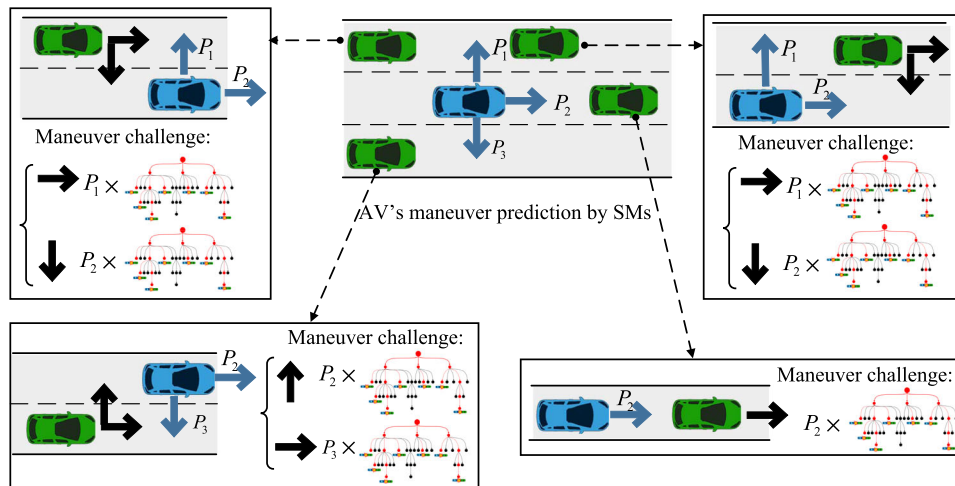 P₁
P₂
Maneuver challenge:
P₁ ×
P₂ ×
P₁
P₂
P₃
AV's maneuver prediction by SMs
P₁
P₂
Maneuver challenge:
P₁ ×
P₂ ×
P₂
P₃
Maneuver challenge:
P₂ ×
P₃ ×
P₂
Maneuver challenge:
P₂ ×